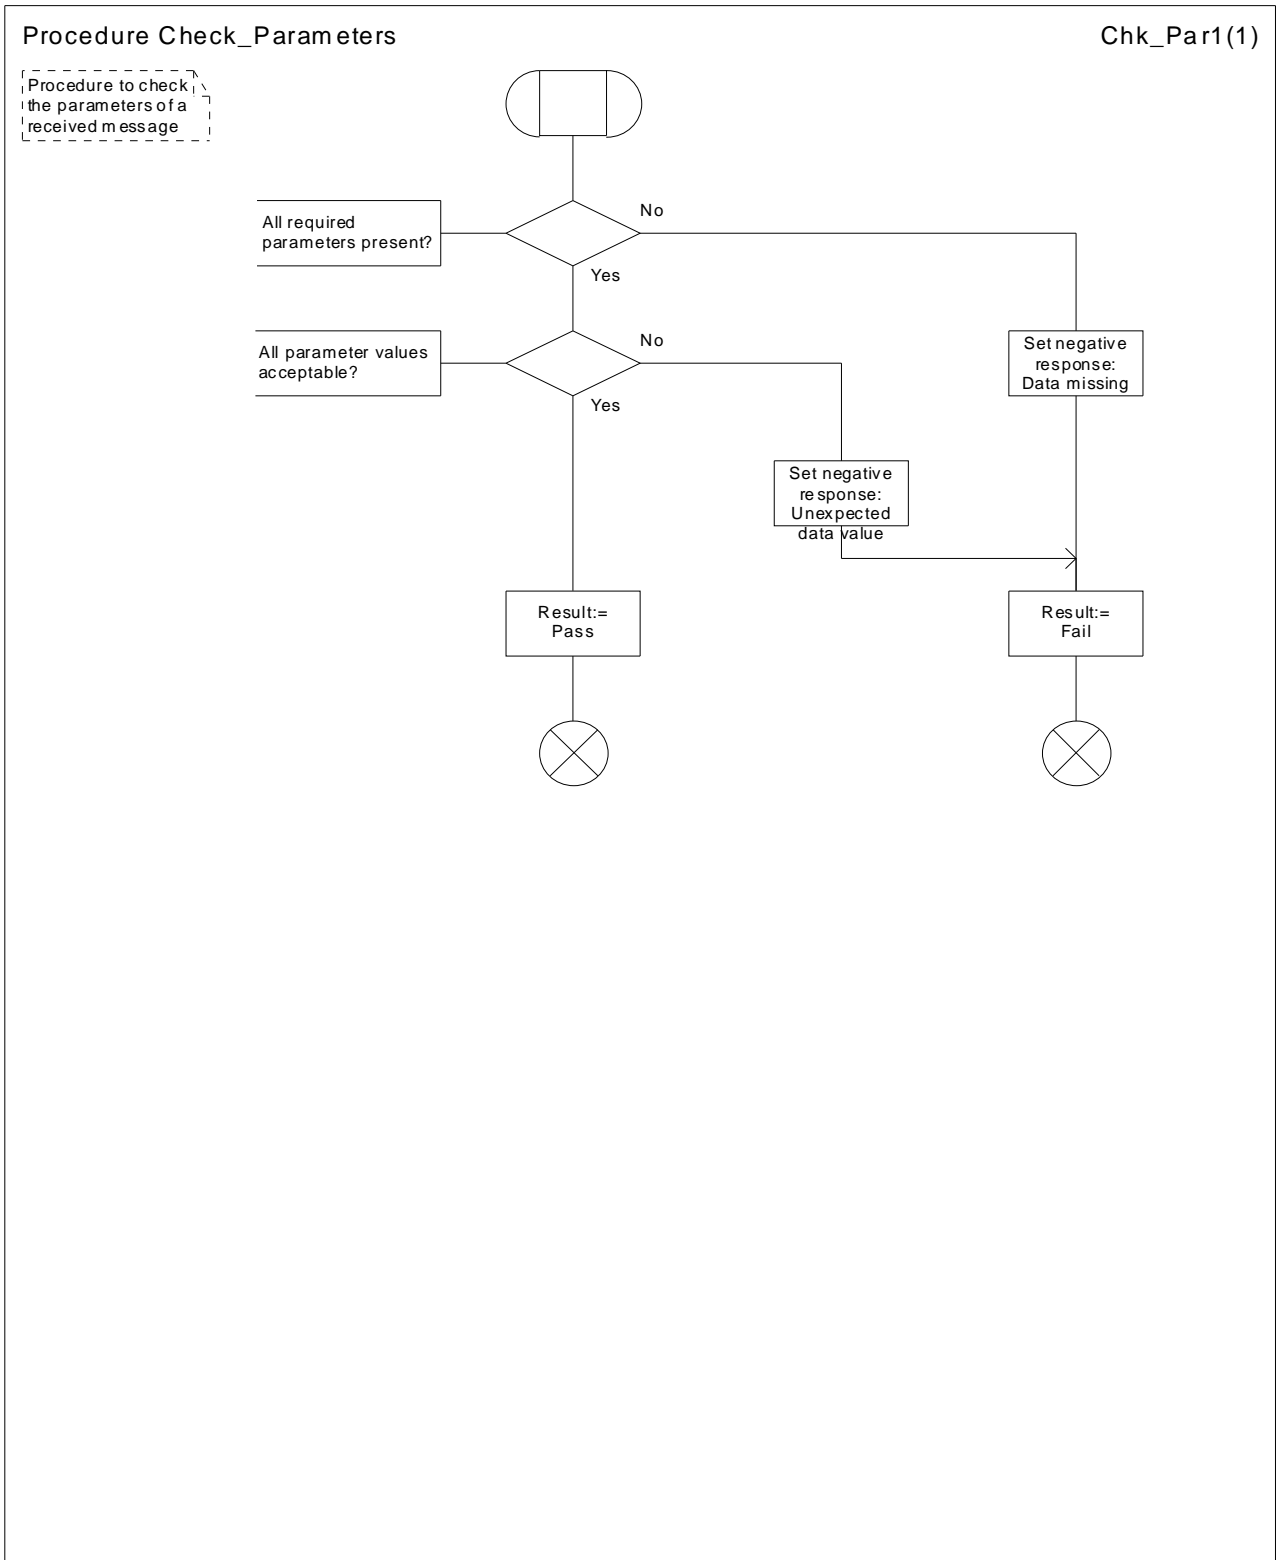 Procedure Check_Parameters
Chk_Par1(1)
Procedure to check
the parameters of a
received message
All required
parameters present?
No
Yes
All parameter values
acceptable?
No
Yes
Set negative
response:
Data missing
Set negative
response:
Unexpected
data value
Result:=
Pass
Result:=
Fail